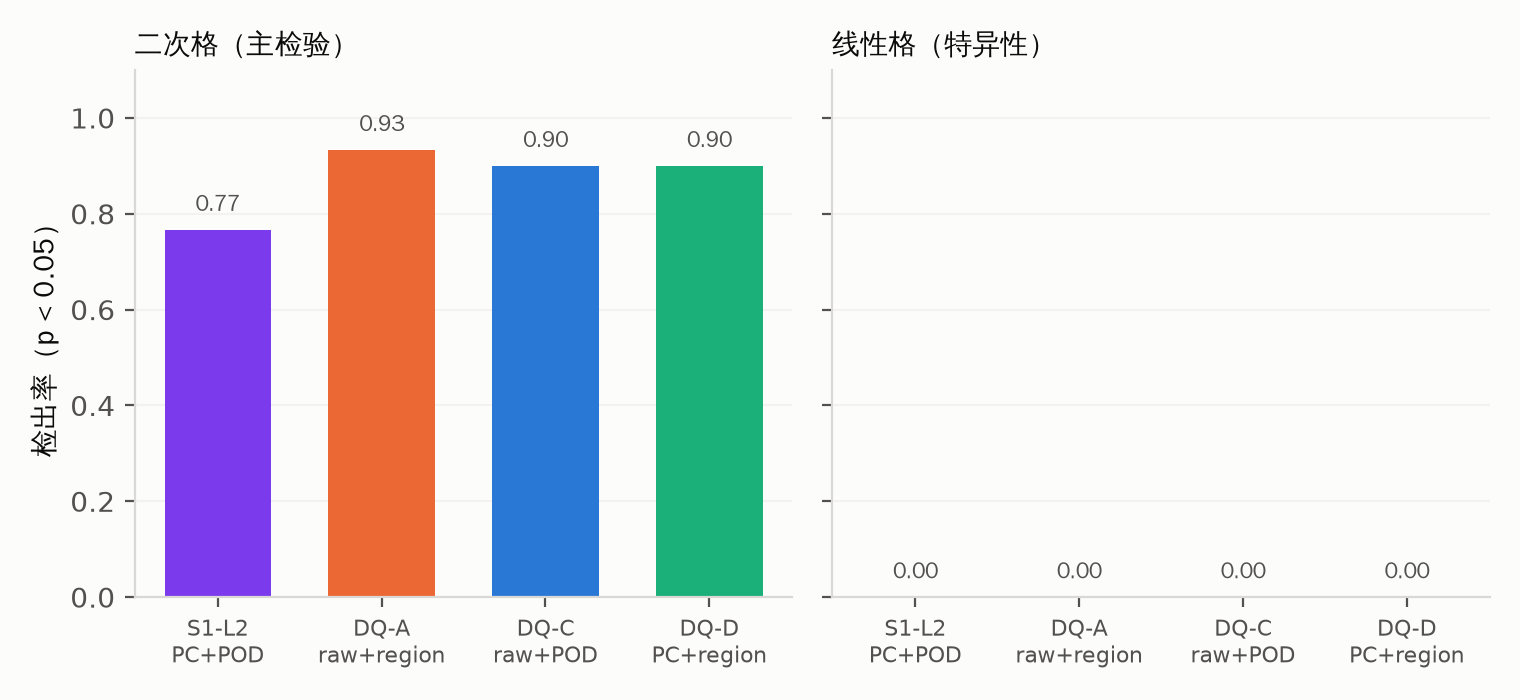 二次格（主检验）
线性格（特异性）
检出率（p < 0.05）
1.0
0.8
0.6
0.4
0.2
0.0
0.77
0.93
0.90
0.90
0.00
0.00
0.00
0.00
S1-L2
PC+POD
DQ-A
raw+region
DQ-C
raw+POD
DQ-D
PC+region
S1-L2
PC+POD
DQ-A
raw+region
DQ-C
raw+POD
DQ-D
PC+region